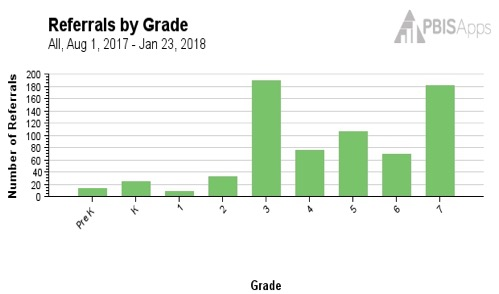 Referrals by Grade
All, Aug 1, 2017 - Jan 23, 2018
PBISApps
Number of Referrals
200
180
160
140
120
100
80
60
40
20
0
Pre K
K
1
2
3
4
5
6
7
Grade